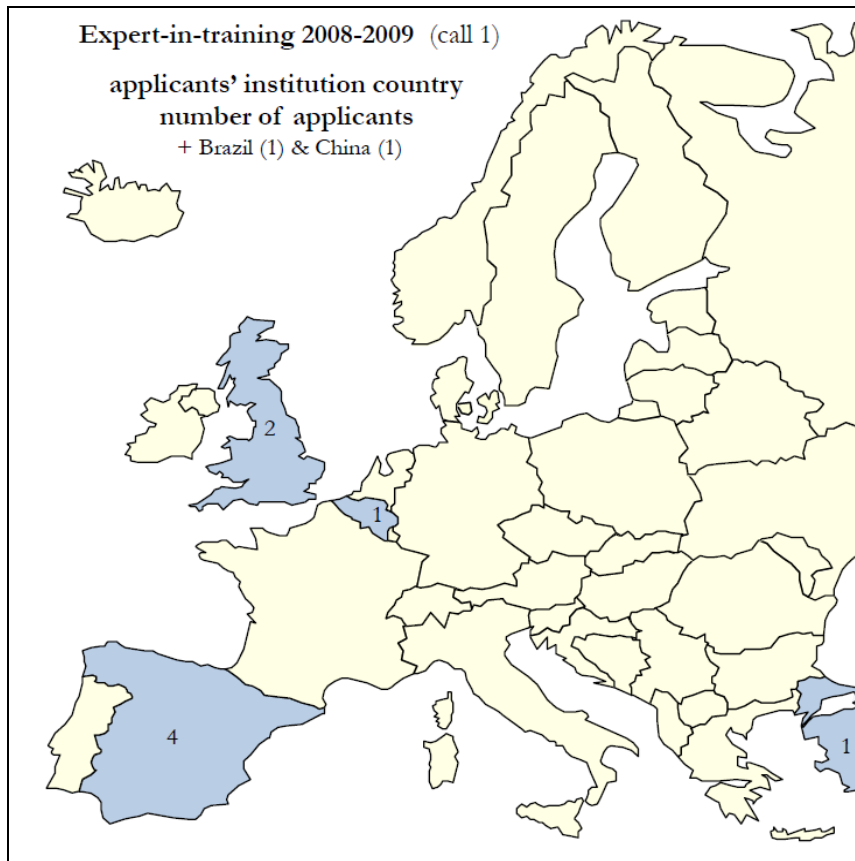 Expert-in-training 2008-2009 (call 1)
applicants’ institution country
number of applicants
+ Brazil (1) & China (1)
2
1
4
1